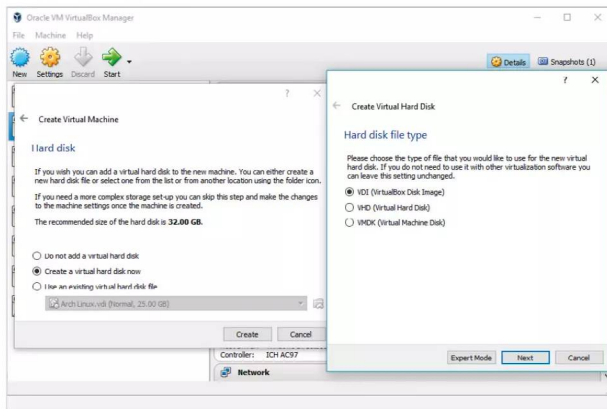 Oracle VM VirtualBox Manager
File Machine Help
New Settings Discard Start
Details Snapshots (1)
Create Virtual Machine
Hard disk
If you wish you can add a virtual hard disk to the new machine. You can either create a
new hard disk file or select one from the list or from another location using the folder icon.
If you need a more complex storage set-up you can skip this step and make the changes
to the machine settings once the machine is created.
The recommended size of the hard disk is 32.00 GB.
Do not add a virtual hard disk
Create a virtual hard disk now
Use an existing virtual hard disk file
Arch Linux.vdi (Normal, 25.00 GB)
Create Cancel
?
Create Virtual Hard Disk
Hard disk file type
Please choose the type of file that you would like to use for the new virtual
hard disk. If you do not need to use it with other virtualization software you
can leave this setting unchanged.
VDI (VirtualBox Disk Image)
VHD (Virtual Hard Disk)
VMDK (Virtual Machine Disk)
Expert Mode Next Cancel
Controller: ICH AC97
Network